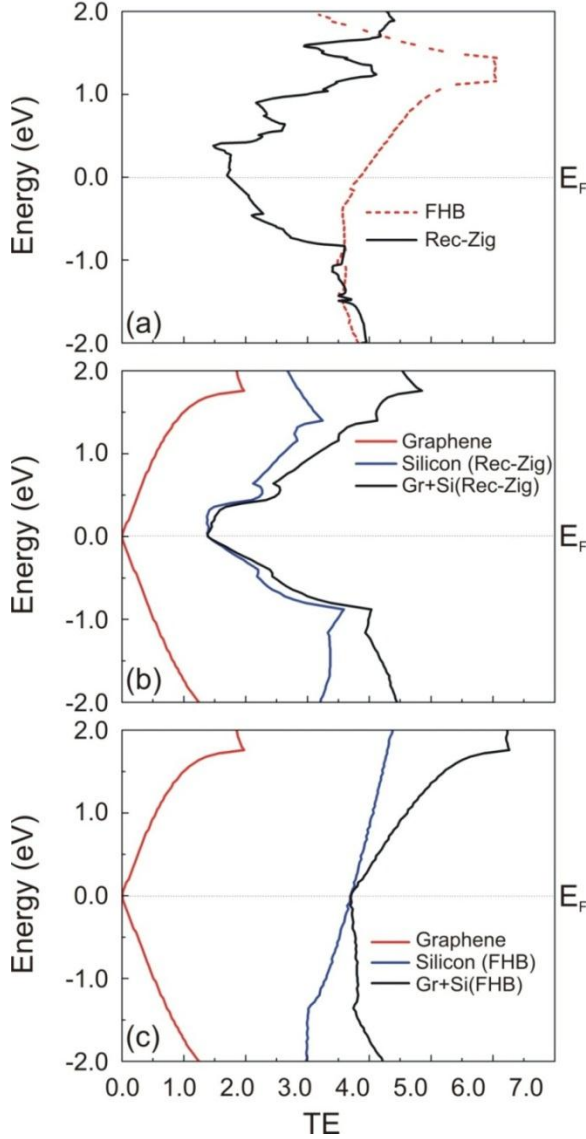 2.0
1.0
0.0
-1.0
-2.0
Energy (eV)
E_F
FHB
Rec-Zig
(a)
2.0
1.0
0.0
-1.0
-2.0
Energy (eV)
E_F
Graphene
Silicon (Rec-Zig)
Gr+Si(Rec-Zig)
(b)
2.0
1.0
0.0
-1.0
-2.0
Energy (eV)
E_F
Graphene
Silicon (FHB)
Gr+Si(FHB)
(c)
0.0 1.0 2.0 3.0 4.0 5.0 6.0 7.0
TE